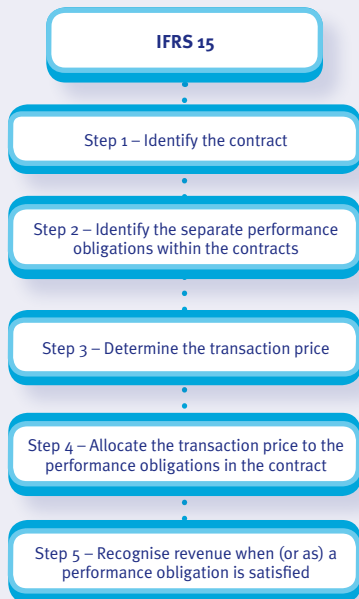 IFRS 15
Step 1 – Identify the contract
Step 2 – Identify the separate performance
obligations within the contracts
Step 3 – Determine the transaction price
Step 4 – Allocate the transaction price to the
performance obligations in the contract
Step 5 – Recognise revenue when (or as) a
performance obligation is satisfied